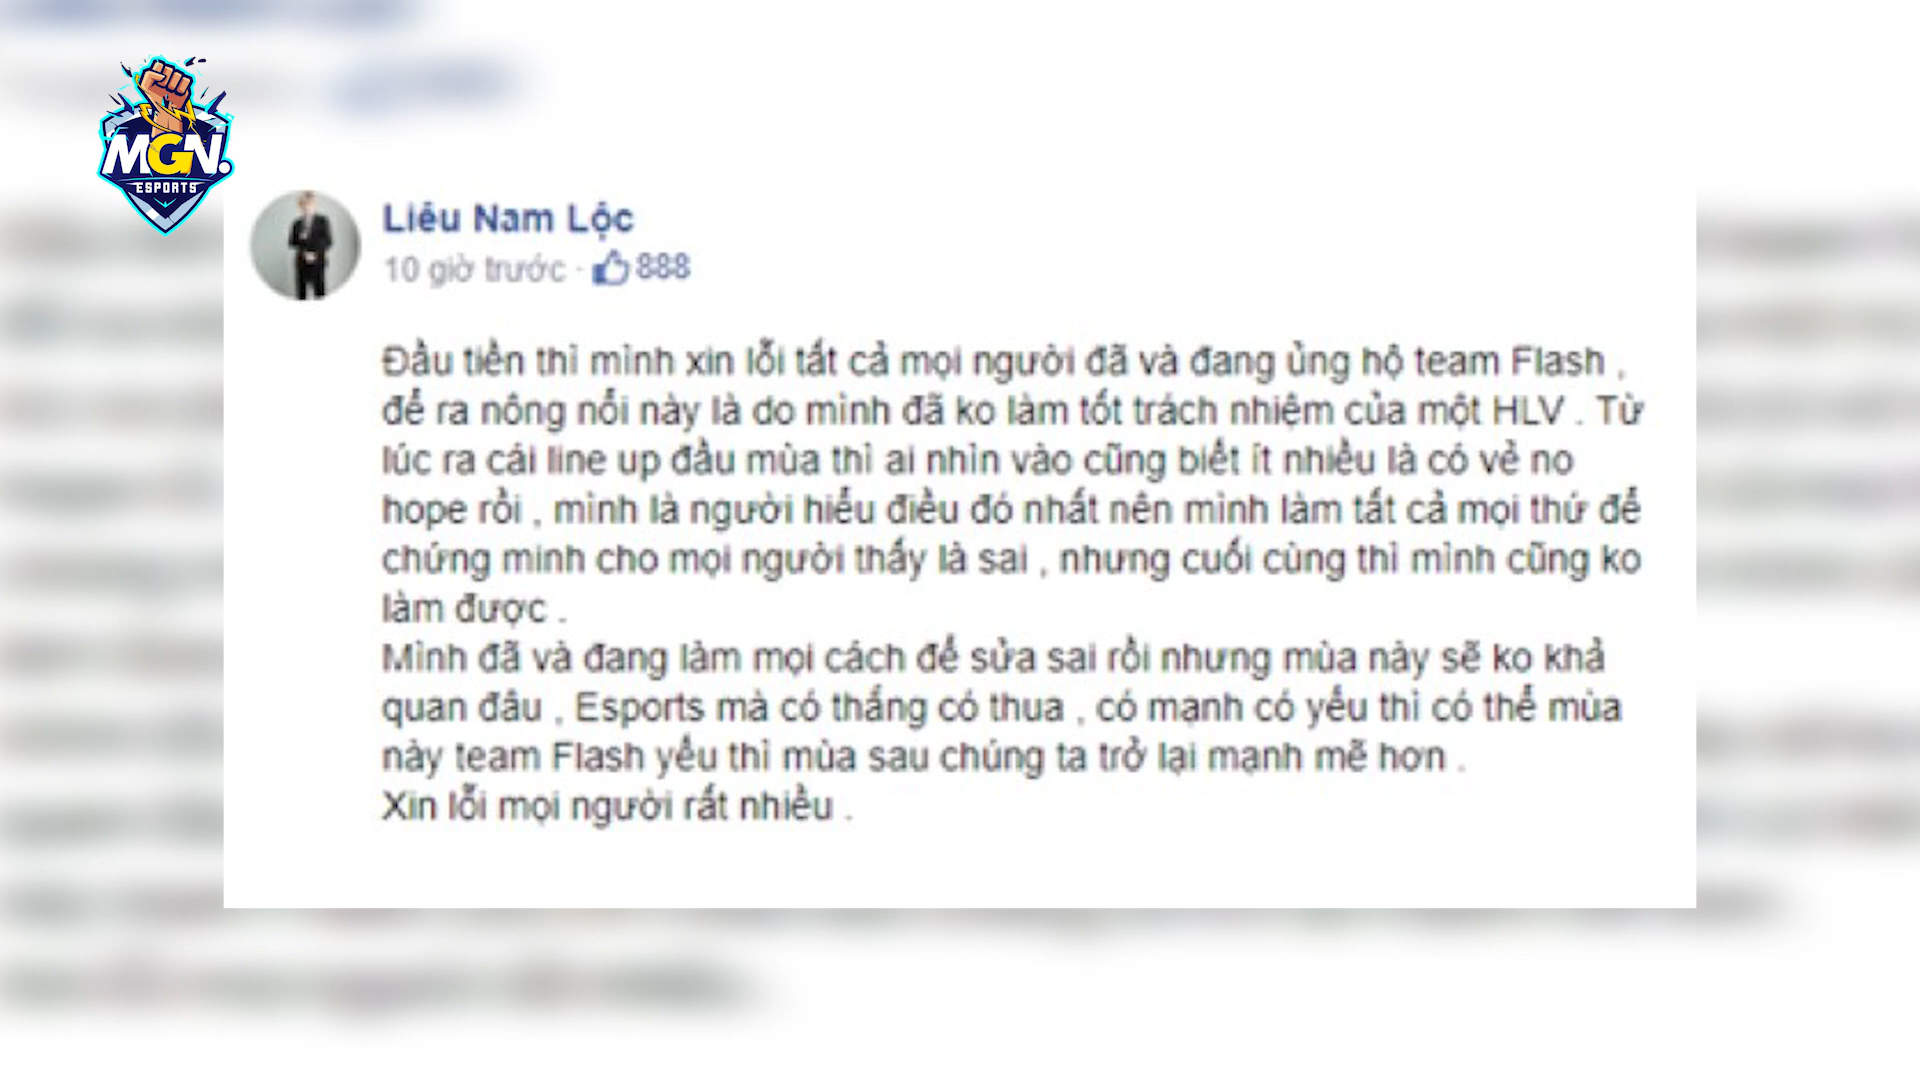 MGN.
ESPORTS
Liêu Nam Lộc
10 giờ trước · 888
Đầu tiền thì mình xin lỗi tất cả mọi người đã và đang ủng hộ team Flash ,
để ra nông nổi này là do mình đã ko làm tốt trách nhiệm của một HLV . Từ
lúc ra cái line up đầu mùa thì ai nhìn vào cũng biết ít nhiều là có vẻ no
hope rồi , mình là người hiểu điều đó nhất nên mình làm tất cả mọi thứ để
chứng minh cho mọi người thấy là sai , nhưng cuối cùng thì mình cũng ko
làm được .
Mình đã và đang làm mọi cách để sửa sai rồi nhưng mùa này sẽ ko khả
quan đâu , Esports mà có thắng có thua , có mạnh có yếu thì có thể mùa
này team Flash yếu thì mùa sau chúng ta trở lại mạnh mẽ hơn .
Xin lỗi mọi người rất nhiều .